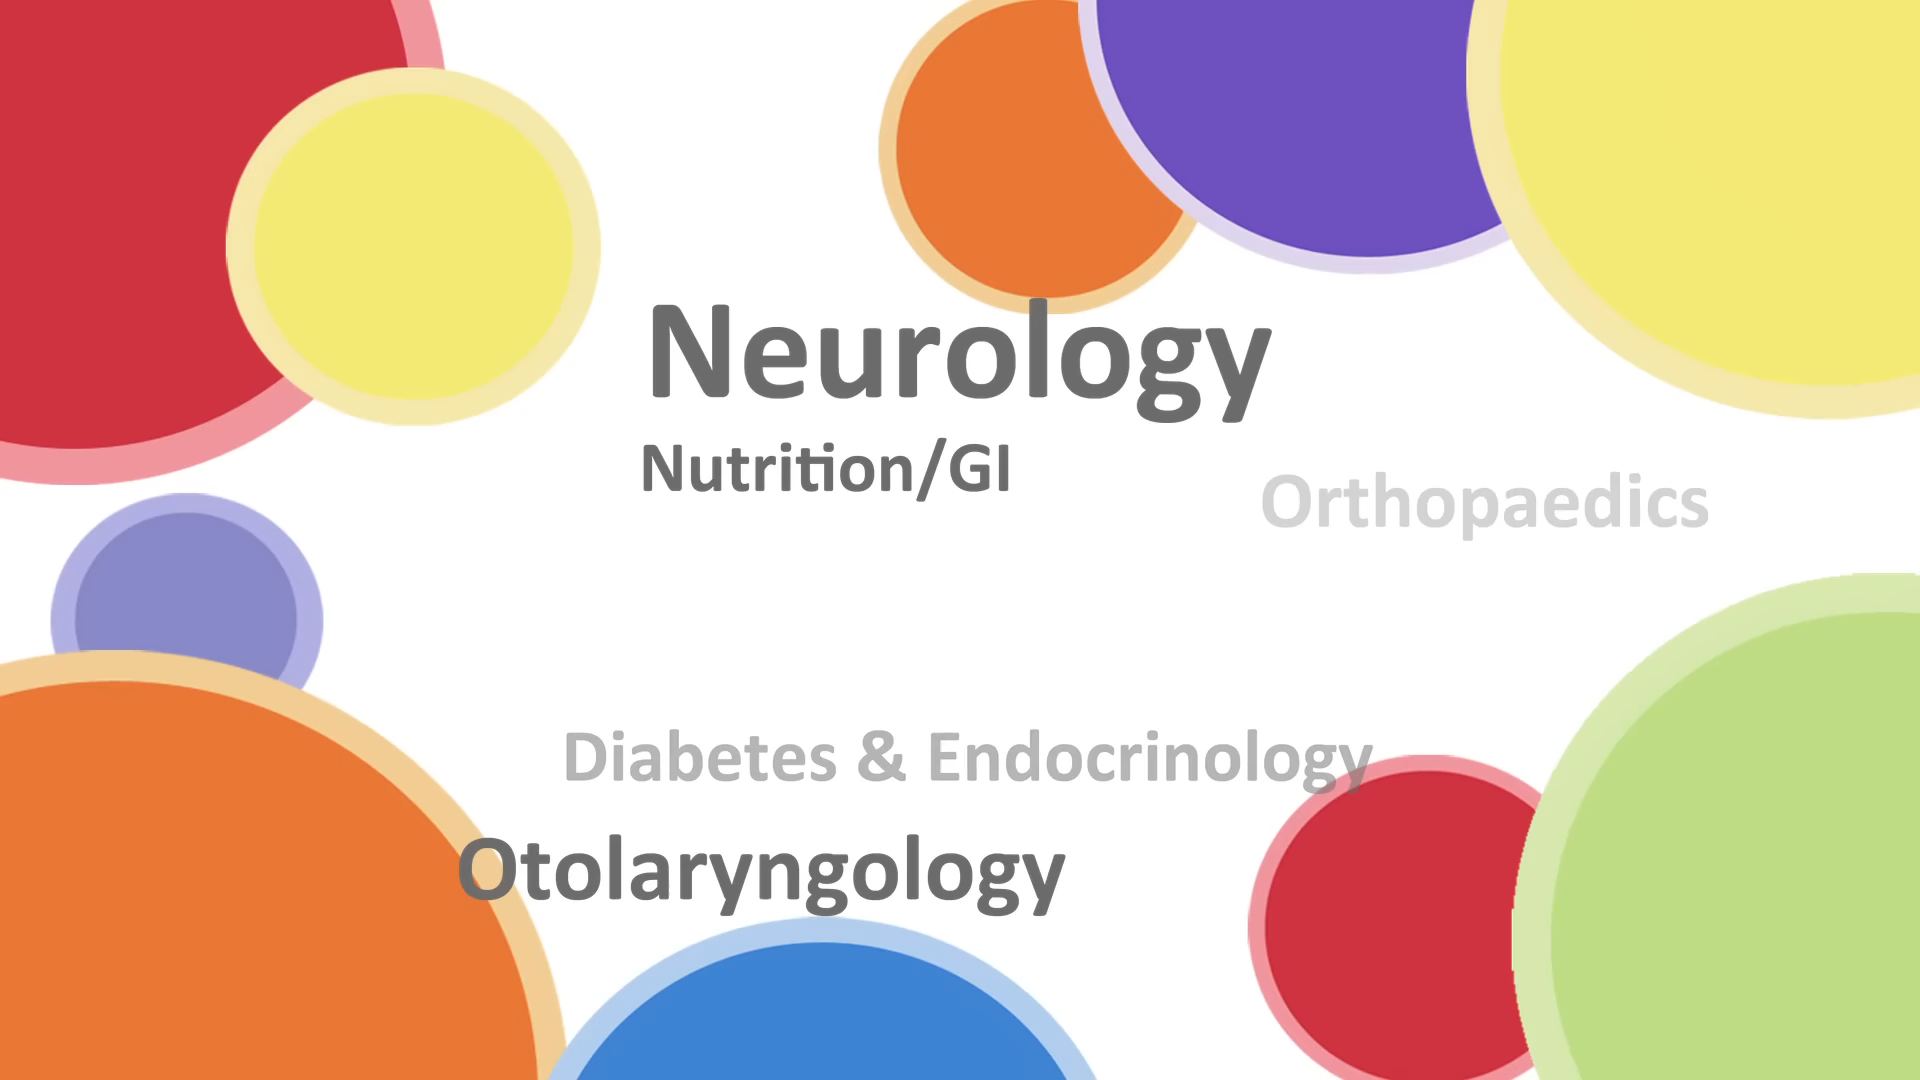 Neurology
Nutrition/GI
Orthopaedics
Diabetes & Endocrinology
Otolaryngology